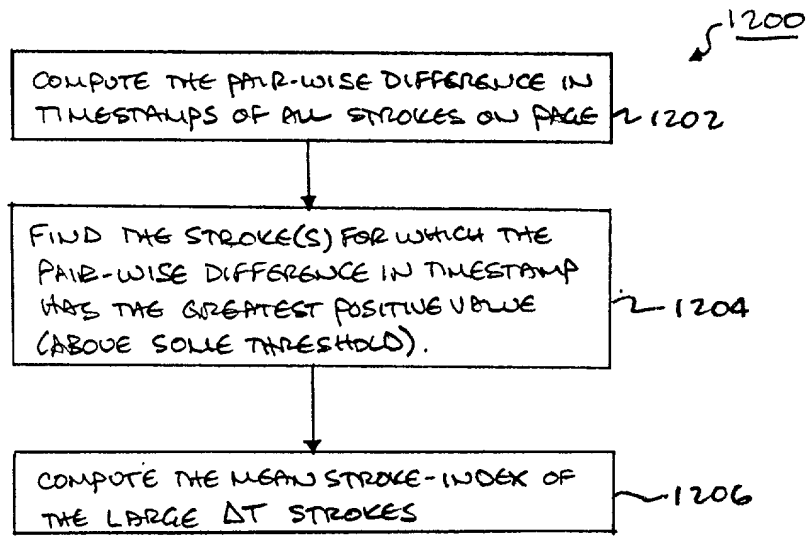 1200
COMPUTE THE PAIR-WISE DIFFERENCE IN
TIMESTAMPS OF ALL STROKES ON PAGE
1202
FIND THE STROKE(S) FOR WHICH THE
PAIR-WISE DIFFERENCE IN TIMESTAMP
HAS THE GREATEST POSITIVE VALUE
(ABOVE SOME THRESHOLD).
1204
COMPUTE THE MEAN STROKE-INDEX OF
THE LARGE ΔT STROKES
1206